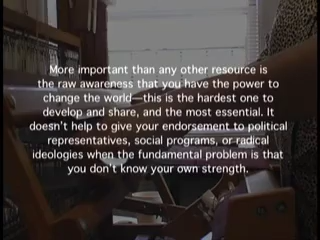 More important than any other resource is
the raw awareness that you have the power to
change the world—this is the hardest one to
develop and share, and the most essential. It
doesn't help to give your endorsement to political
representatives, social programs, or radical
ideologies when the fundamental problem is that
you don't know your own strength.